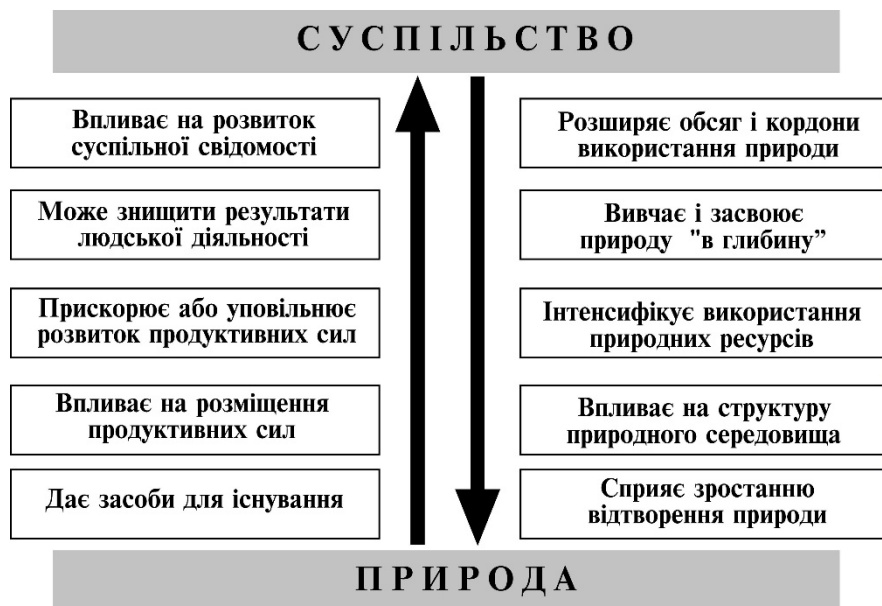 СУСПІЛЬСТВО
Впливає на розвиток
суспільної свідомості
Може знищити результати
людської діяльності
Прискорює або уповільнює
розвиток продуктивних сил
Впливає на розміщення
продуктивних сил
Дає засоби для існування
Розширяє обсяг і кордони
використання природи
Вивчає і засвоює
природу "в глибину”
Інтенсифікує використання
природних ресурсів
Впливає на структуру
природного середовища
Сприяє зростанню
відтворення природи
ПРИРОДА